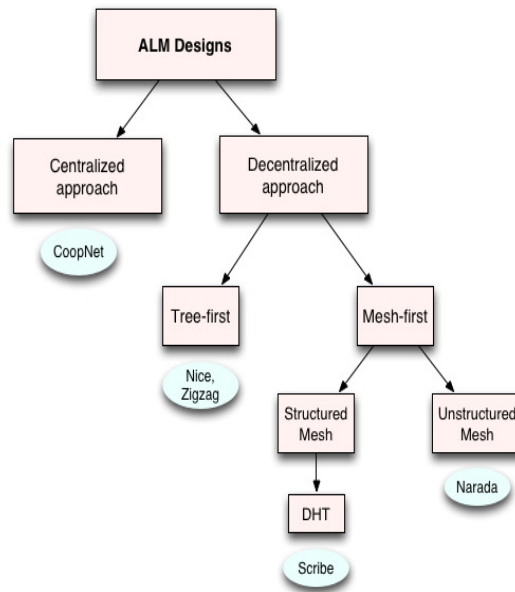 ALM Designs
Centralized
approach
Decentralized
approach
CoopNet
Tree-first
Mesh-first
Nice,
Zigzag
Structured
Mesh
Unstructured
Mesh
Narada
DHT
Scribe